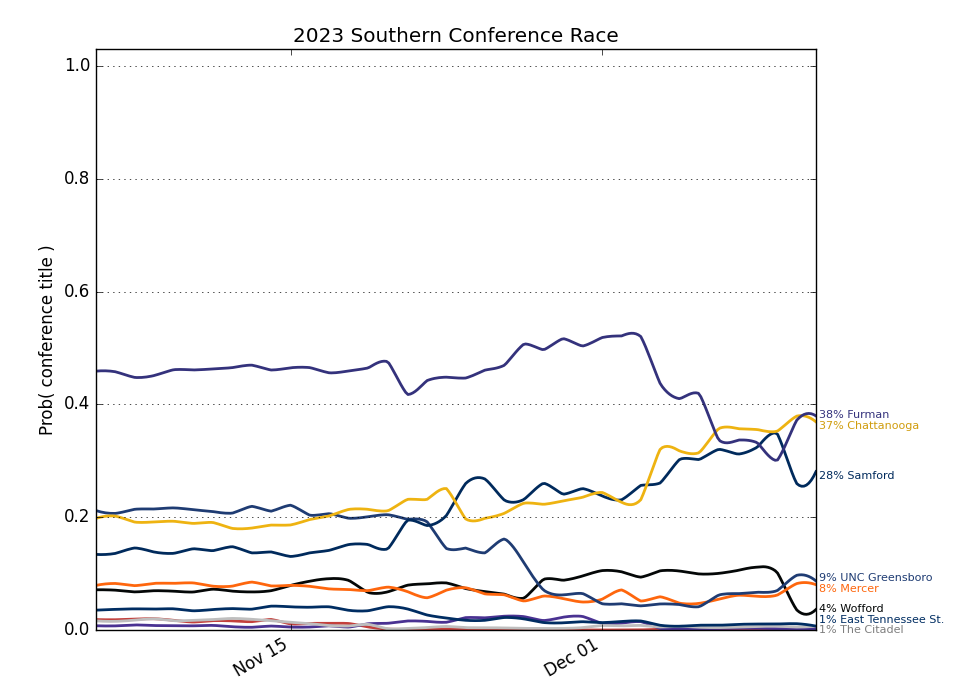 2023 Southern Conference Race
Prob( conference title )
1.0
0.8
0.6
0.4
0.2
0.0
Nov 15
Dec 01
38% Furman
37% Chattanooga
28% Samford
9% UNC Greensboro
8% Mercer
4% Wofford
1% East Tennessee St.
1% The Citadel